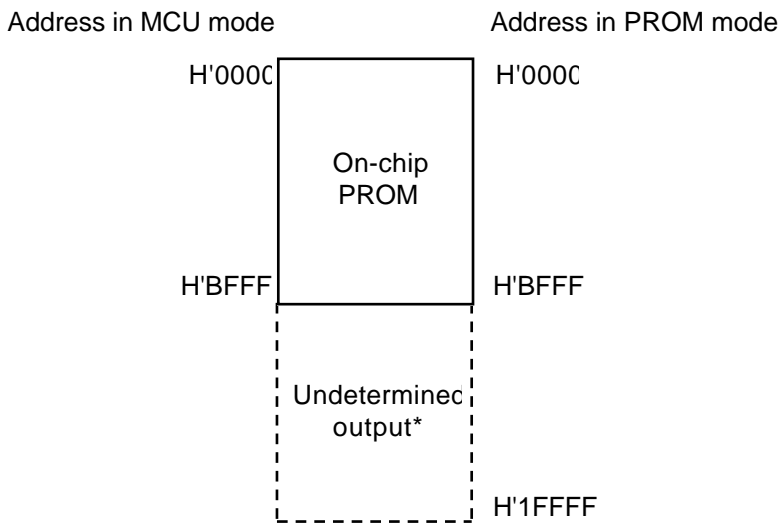 Address in MCU mode Address in PROM mode
H'0000 H'0000
On-chip
PROM
H'BFFF H'BFFF
Undetermined
output*
H'1FFFF